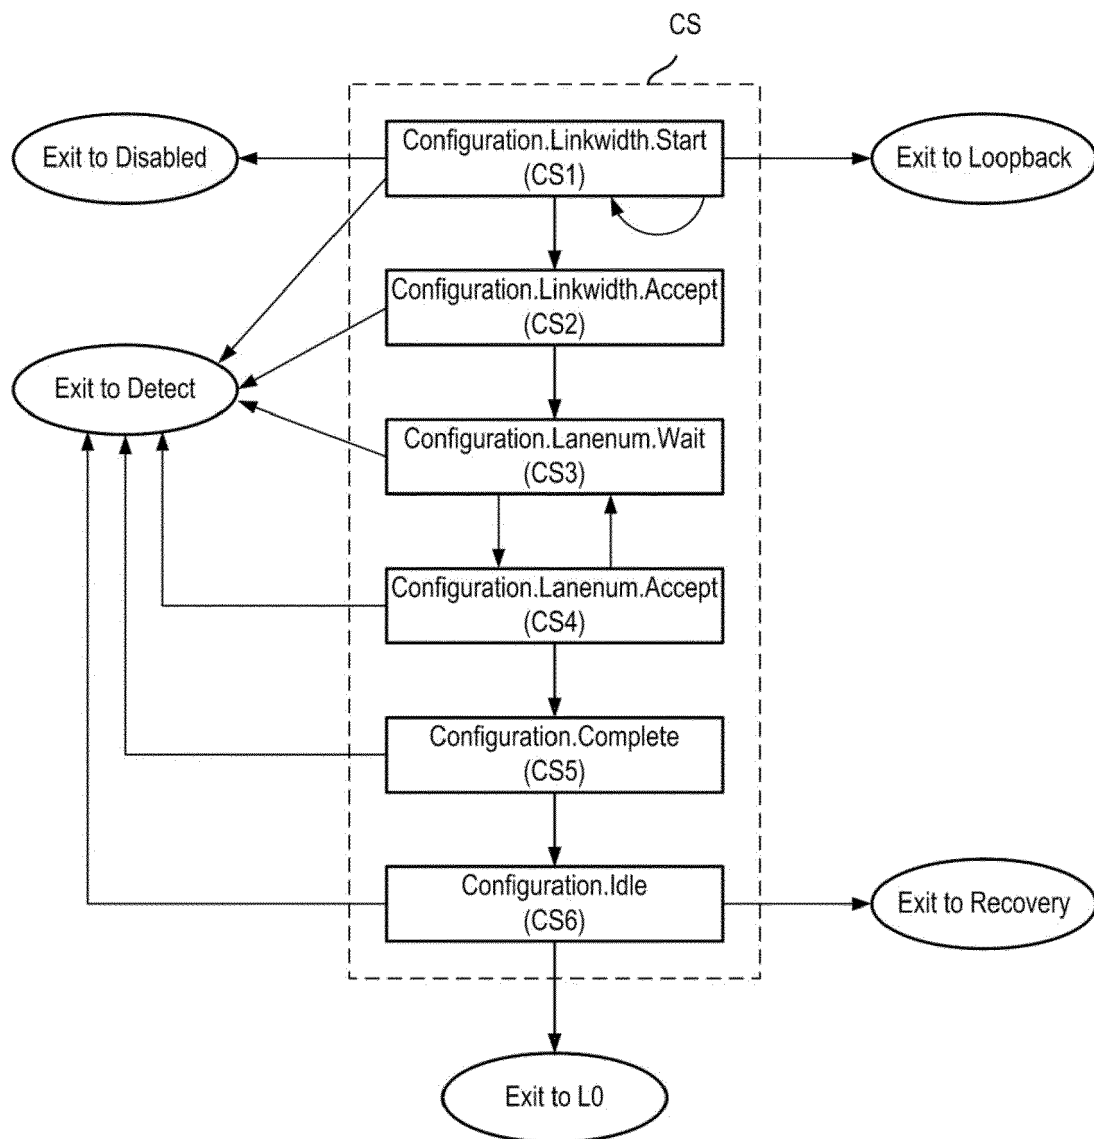 CS
Exit to Disabled
Configuration.Linkwidth.Start
(CS1)
Exit to Loopback
Configuration.Linkwidth.Accept
(CS2)
Exit to Detect
Configuration.Lanenum.Wait
(CS3)
Configuration.Lanenum.Accept
(CS4)
Configuration.Complete
(CS5)
Configuration.Idle
(CS6)
Exit to Recovery
Exit to L0